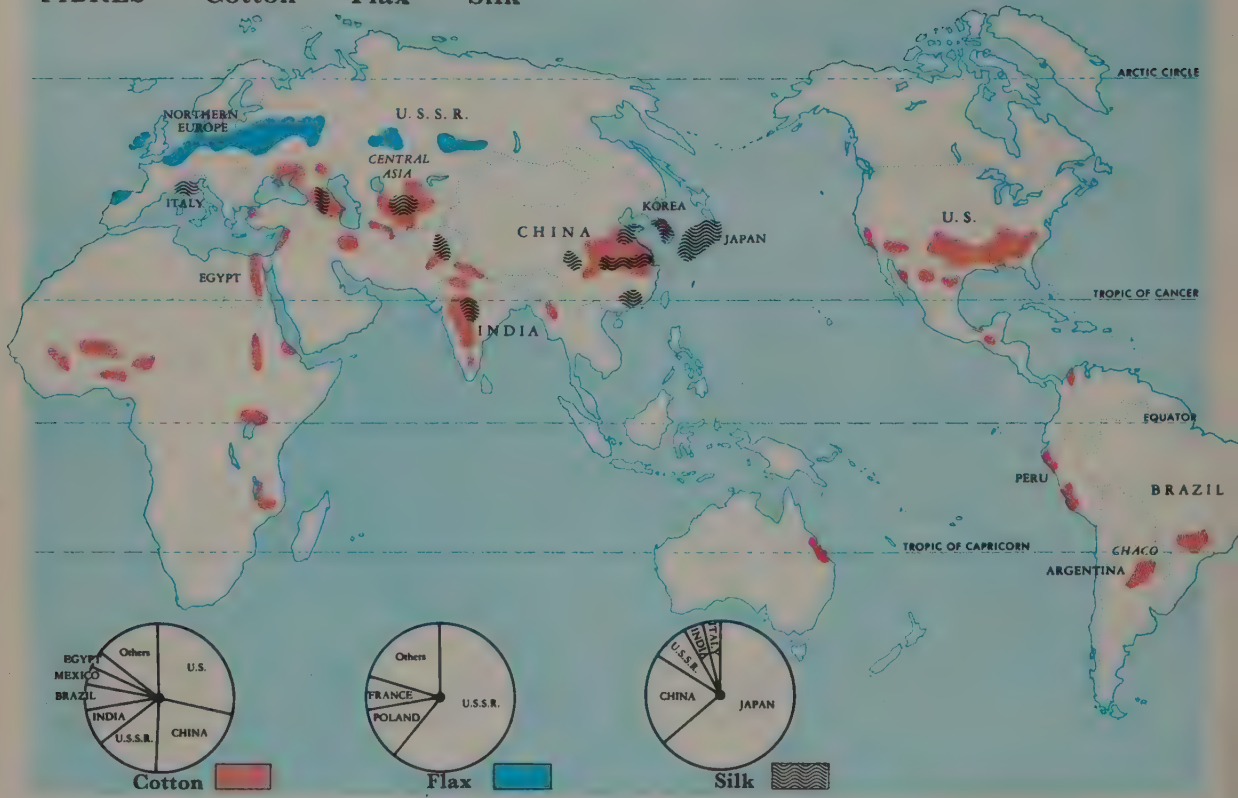 FIBRES Cotton Flax Silk
ARCTIC CIRCLE
NORTHERN
EUROPE
U.S.S.R.
CENTRAL
ASIA
ITALY
KOREA
U.S.
CHINA
JAPAN
EGYPT
TROPIC OF CANCER
INDIA
EQUATOR
PERU
BRAZIL
TROPIC OF CAPRICORN
CHACO
ARGENTINA
Others
U.S.
EGYPT
MEXICO
BRAZIL
INDIA
U.S.S.R.
CHINA
Cotton
Others
FRANCE
POLAND
U.S.S.R.
Flax
ITALY
INDIA
U.S.S.R.
CHINA
JAPAN
Silk